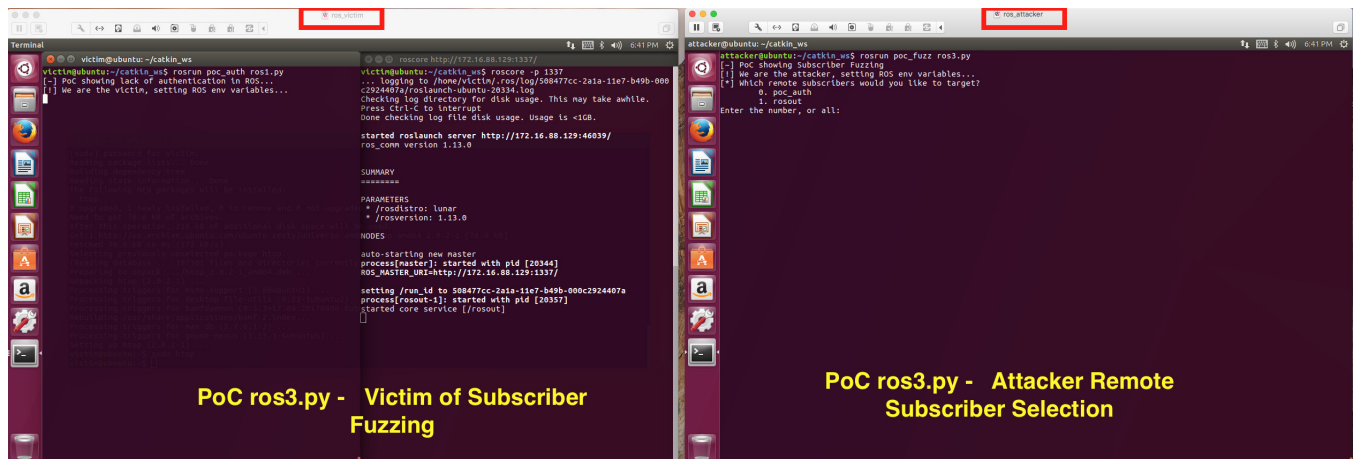 ros_victim
ros_attacker
Terminal
6:41 PM
victim@ubuntu: ~/catkin_ws
victim@ubuntu:~/catkin_ws$ rosrun poc_auth ros1.py
[~] PoC showing lack of authentication in ROS...
[!] We are the victim, setting ROS env variables...
roscore http://172.16.88.129:1337/
victim@ubuntu:~/catkin_ws$ roscore -p 1337
... logging to /home/victim/.ros/log/508477cc-2a1a-11e7-b49b-000
c2924407a/roslaunch-ubuntu-20334.log
Checking log directory for disk usage. This may take awhile.
Press Ctrl-C to interrupt
Done checking log file disk usage. Usage is <1GB.
started roslaunch server http://172.16.88.129:46039/
ros_comm version 1.13.0
SUMMARY
========
PARAMETERS
* /rosdistro: lunar
* /rosversion: 1.13.0
NODES
auto-starting new master
process[master]: started with pid [20344]
ROS_MASTER_URI=http://172.16.88.129:1337/
setting /run_id to 508477cc-2a1a-11e7-b49b-000c2924407a
process[rosout-1]: started with pid [20357]
started core service [/rosout]
PoC ros3.py - Victim of Subscriber
Fuzzing
attacker@ubuntu: ~/catkin_ws
6:41 PM
attacker@ubuntu:~/catkin_ws$ rosrun poc_fuzz ros3.py
[~] PoC showing Subscriber Fuzzing
[!] We are the attacker, setting ROS env variables...
[*] Which remote subscribers would you like to target?
0. poc_auth
1. rosout
Enter the number, or all:
PoC ros3.py - Attacker Remote
Subscriber Selection